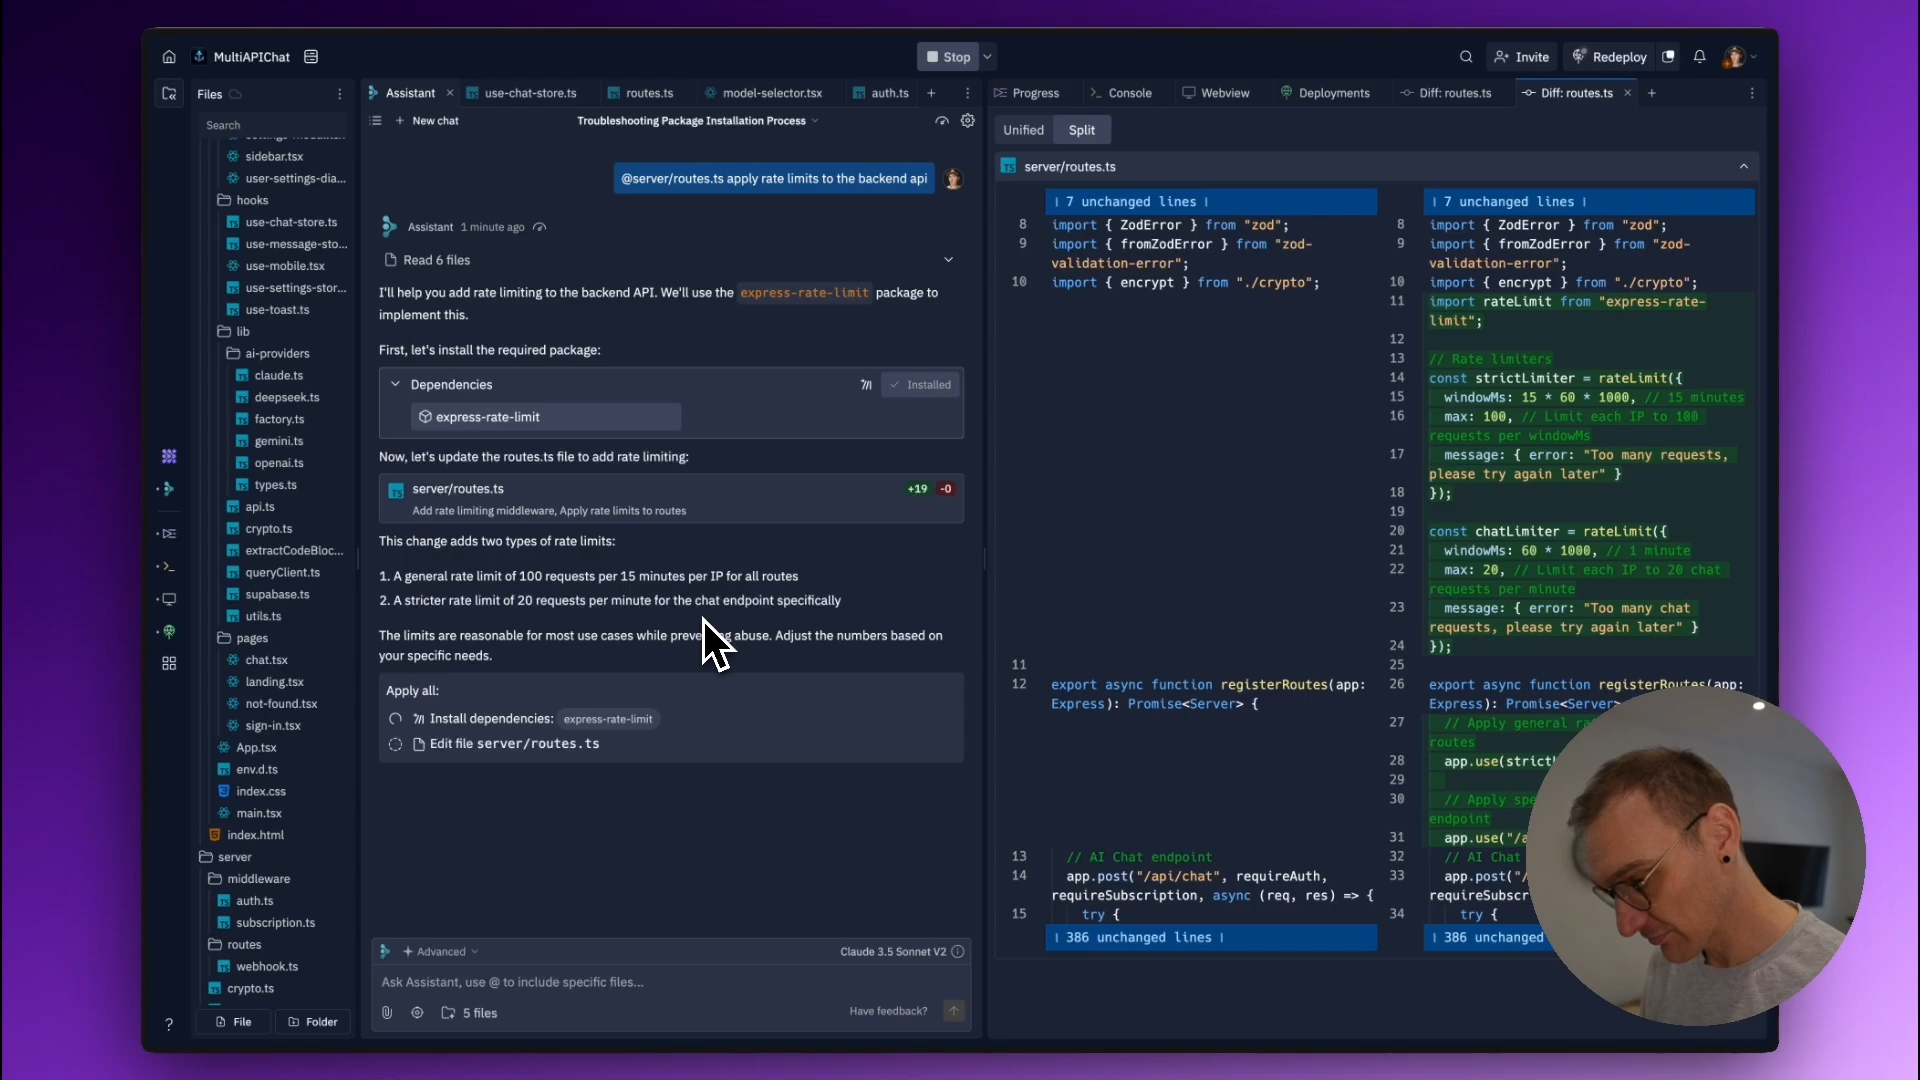 MultiAPIChat
Stop
Invite
Redeploy
Files
Search
sidebar.tsx
user-settings-dia...
hooks
use-chat-store.ts
use-message-sto...
use-mobile.tsx
use-settings-stor...
use-toast.ts
lib
ai-providers
claude.ts
deepseek.ts
factory.ts
gemini.ts
openai.ts
types.ts
api.ts
crypto.ts
extractCodeBloc...
queryClient.ts
supabase.ts
utils.ts
pages
chat.tsx
landing.tsx
not-found.tsx
sign-in.tsx
App.tsx
env.d.ts
index.css
main.tsx
index.html
server
middleware
auth.ts
subscription.ts
routes
webhook.ts
crypto.ts
File
Folder
Assistant
use-chat-store.ts
routes.ts
model-selector.tsx
auth.ts
New chat
Troubleshooting Package Installation Process
@server/routes.ts apply rate limits to the backend api
Assistant 1 minute ago
Read 6 files
I'll help you add rate limiting to the backend API. We'll use the express-rate-limit package to
implement this.
First, let's install the required package:
Dependencies
Installed
express-rate-limit
Now, let's update the routes.ts file to add rate limiting:
server/routes.ts
+19 -0
Add rate limiting middleware, Apply rate limits to routes
This change adds two types of rate limits:
1. A general rate limit of 100 requests per 15 minutes per IP for all routes
2. A stricter rate limit of 20 requests per minute for the chat endpoint specifically
The limits are reasonable for most use cases while abuse. Adjust the numbers based on
your specific needs.
Apply all:
Install dependencies: express-rate-limit
Edit file server/routes.ts
Advanced
Claude 3.5 Sonnet V2
Ask Assistant, use @ to include specific files...
5 files
Have feedback?
Progress
Console
Webview
Deployments
Diff: routes.ts
Diff: routes.ts
Unified
Split
server/routes.ts
7 unchanged lines
8 import { ZodError } from "zod";
9 import { fromZodError } from "zod-
validation-error";
10 import { encrypt } from "./crypto";
11
12 export async function registerRoutes(app:
Express): Promise<Server> {
13 // AI Chat endpoint
14 app.post("/api/chat", requireAuth,
requireSubscription, async (req, res) => {
15 try {
386 unchanged lines
7 unchanged lines
8 import { ZodError } from "zod";
9 import { fromZodError } from "zod-
validation-error";
10 import { encrypt } from "./crypto";
11 import rateLimit from "express-rate-
limit";
12
13 // Rate limiters
14 const strictLimiter = rateLimit({
15 windowMs: 15 * 60 * 1000, // 15 minutes
16 max: 100, // Limit each IP to 100
requests per windowMs
17 message: { error: "Too many requests,
please try again later" }
18 });
19
20 const chatLimiter = rateLimit({
21 windowMs: 60 * 1000, // 1 minute
22 max: 20, // Limit each IP to 20 chat
requests per minute
23 message: { error: "Too many chat
requests, please try again later" }
24 });
25
26 export async function registerRoutes(app:
Express): Promise<Server>
27 // Apply general
routes
28 app.use(
29
30 // Apply
endpoint
31 app.use(
32 // AI Chat
33 app.post(
34 try {
386 unchanged